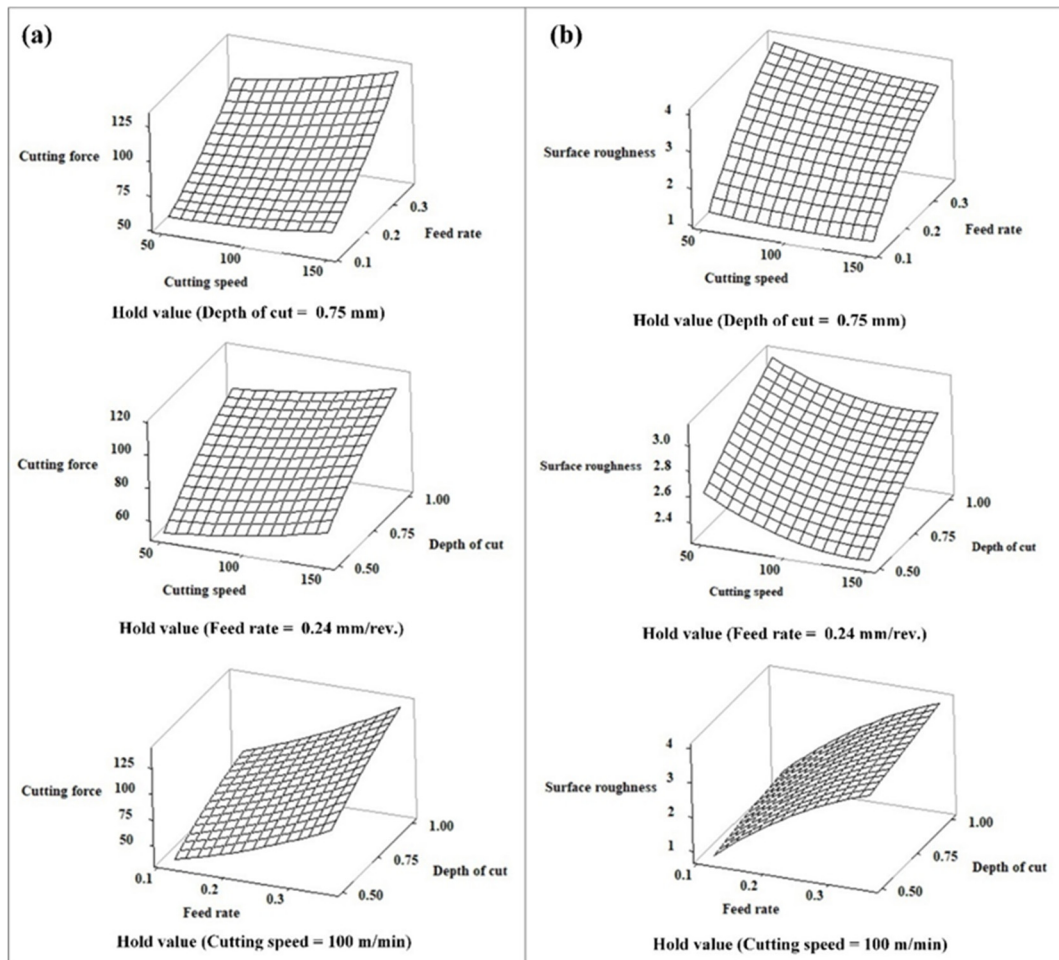 (a)
125
Cutting force
100
75
50
50
100
150
Cutting speed
0.1
0.2
0.3
Feed rate
Hold value (Depth of cut = 0.75 mm)
120
100
Cutting force
80
60
50
100
150
Cutting speed
0.50
0.75
1.00
Depth of cut
Hold value (Feed rate = 0.24 mm/rev.)
125
Cutting force
100
75
50
0.1
0.2
0.3
Feed rate
0.50
0.75
1.00
Depth of cut
Hold value (Cutting speed = 100 m/min)
(b)
4
Surface roughness
3
2
1
50
100
150
Cutting speed
0.1
0.2
0.3
Feed rate
Hold value (Depth of cut = 0.75 mm)
3.0
Surface roughness
2.8
2.6
2.4
50
100
150
Cutting speed
0.50
0.75
1.00
Depth of cut
Hold value (Feed rate = 0.24 mm/rev.)
4
Surface roughness
3
2
1
0.1
0.2
0.3
Feed rate
0.50
0.75
1.00
Depth of cut
Hold value (Cutting speed = 100 m/min)